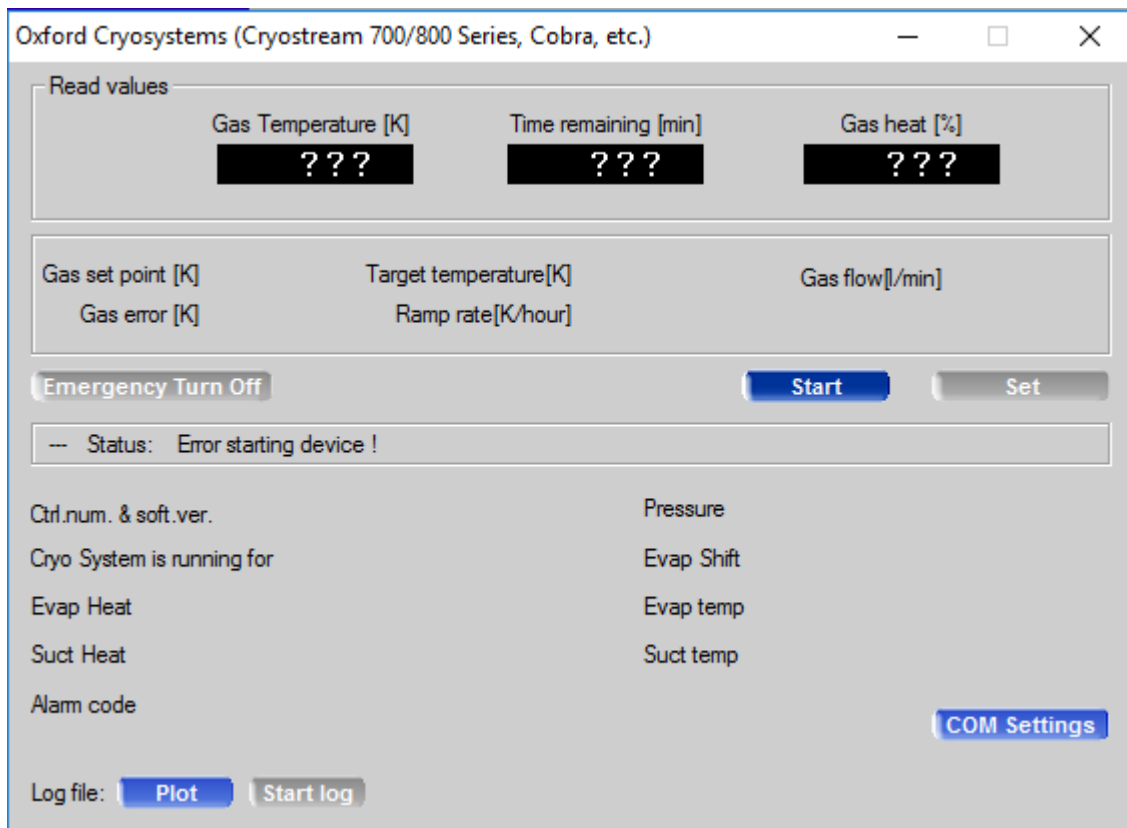 Oxford Cryosystems (Cryostream 700/800 Series, Cobra, etc.)
Read values
Gas Temperature [K] Time remaining [min] Gas heat [%]
??? ??? ???
Gas set point [K] Target temperature[K] Gas flow[l/min]
Gas error [K] Ramp rate[K/hour]
Emergency Turn Off Start Set
--- Status: Error starting device !
Ctrl.num. & soft.ver. Pressure
Cryo System is running for Evap Shift
Evap Heat Evap temp
Suct Heat Suct temp
Alarm code
COM Settings
Log file: Plot Start log